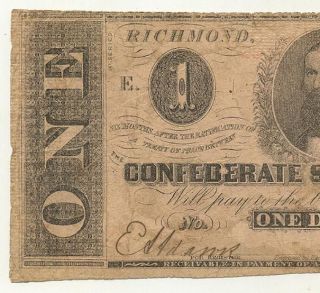 RICHMOND,
ONE
E.
1
SIX MONTHS AFTER THE RATIFICATION OF
TREATY OF PEACE BETWEEN
THE
CONFEDERATE S
Will pay to the
No.
ONE D
RECEIVABLE IN PAYMENT OF